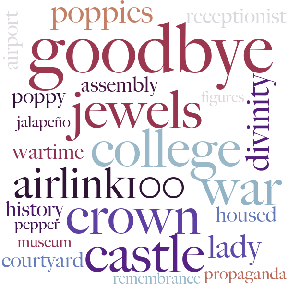 poppies receptionist
airport
goodbye
assembly
poppy jewels figures
jalapeño
divinity
wartime college
airlink100 war
history crown housed
pepper
museum castle lady
courtyard propaganda
remembrance